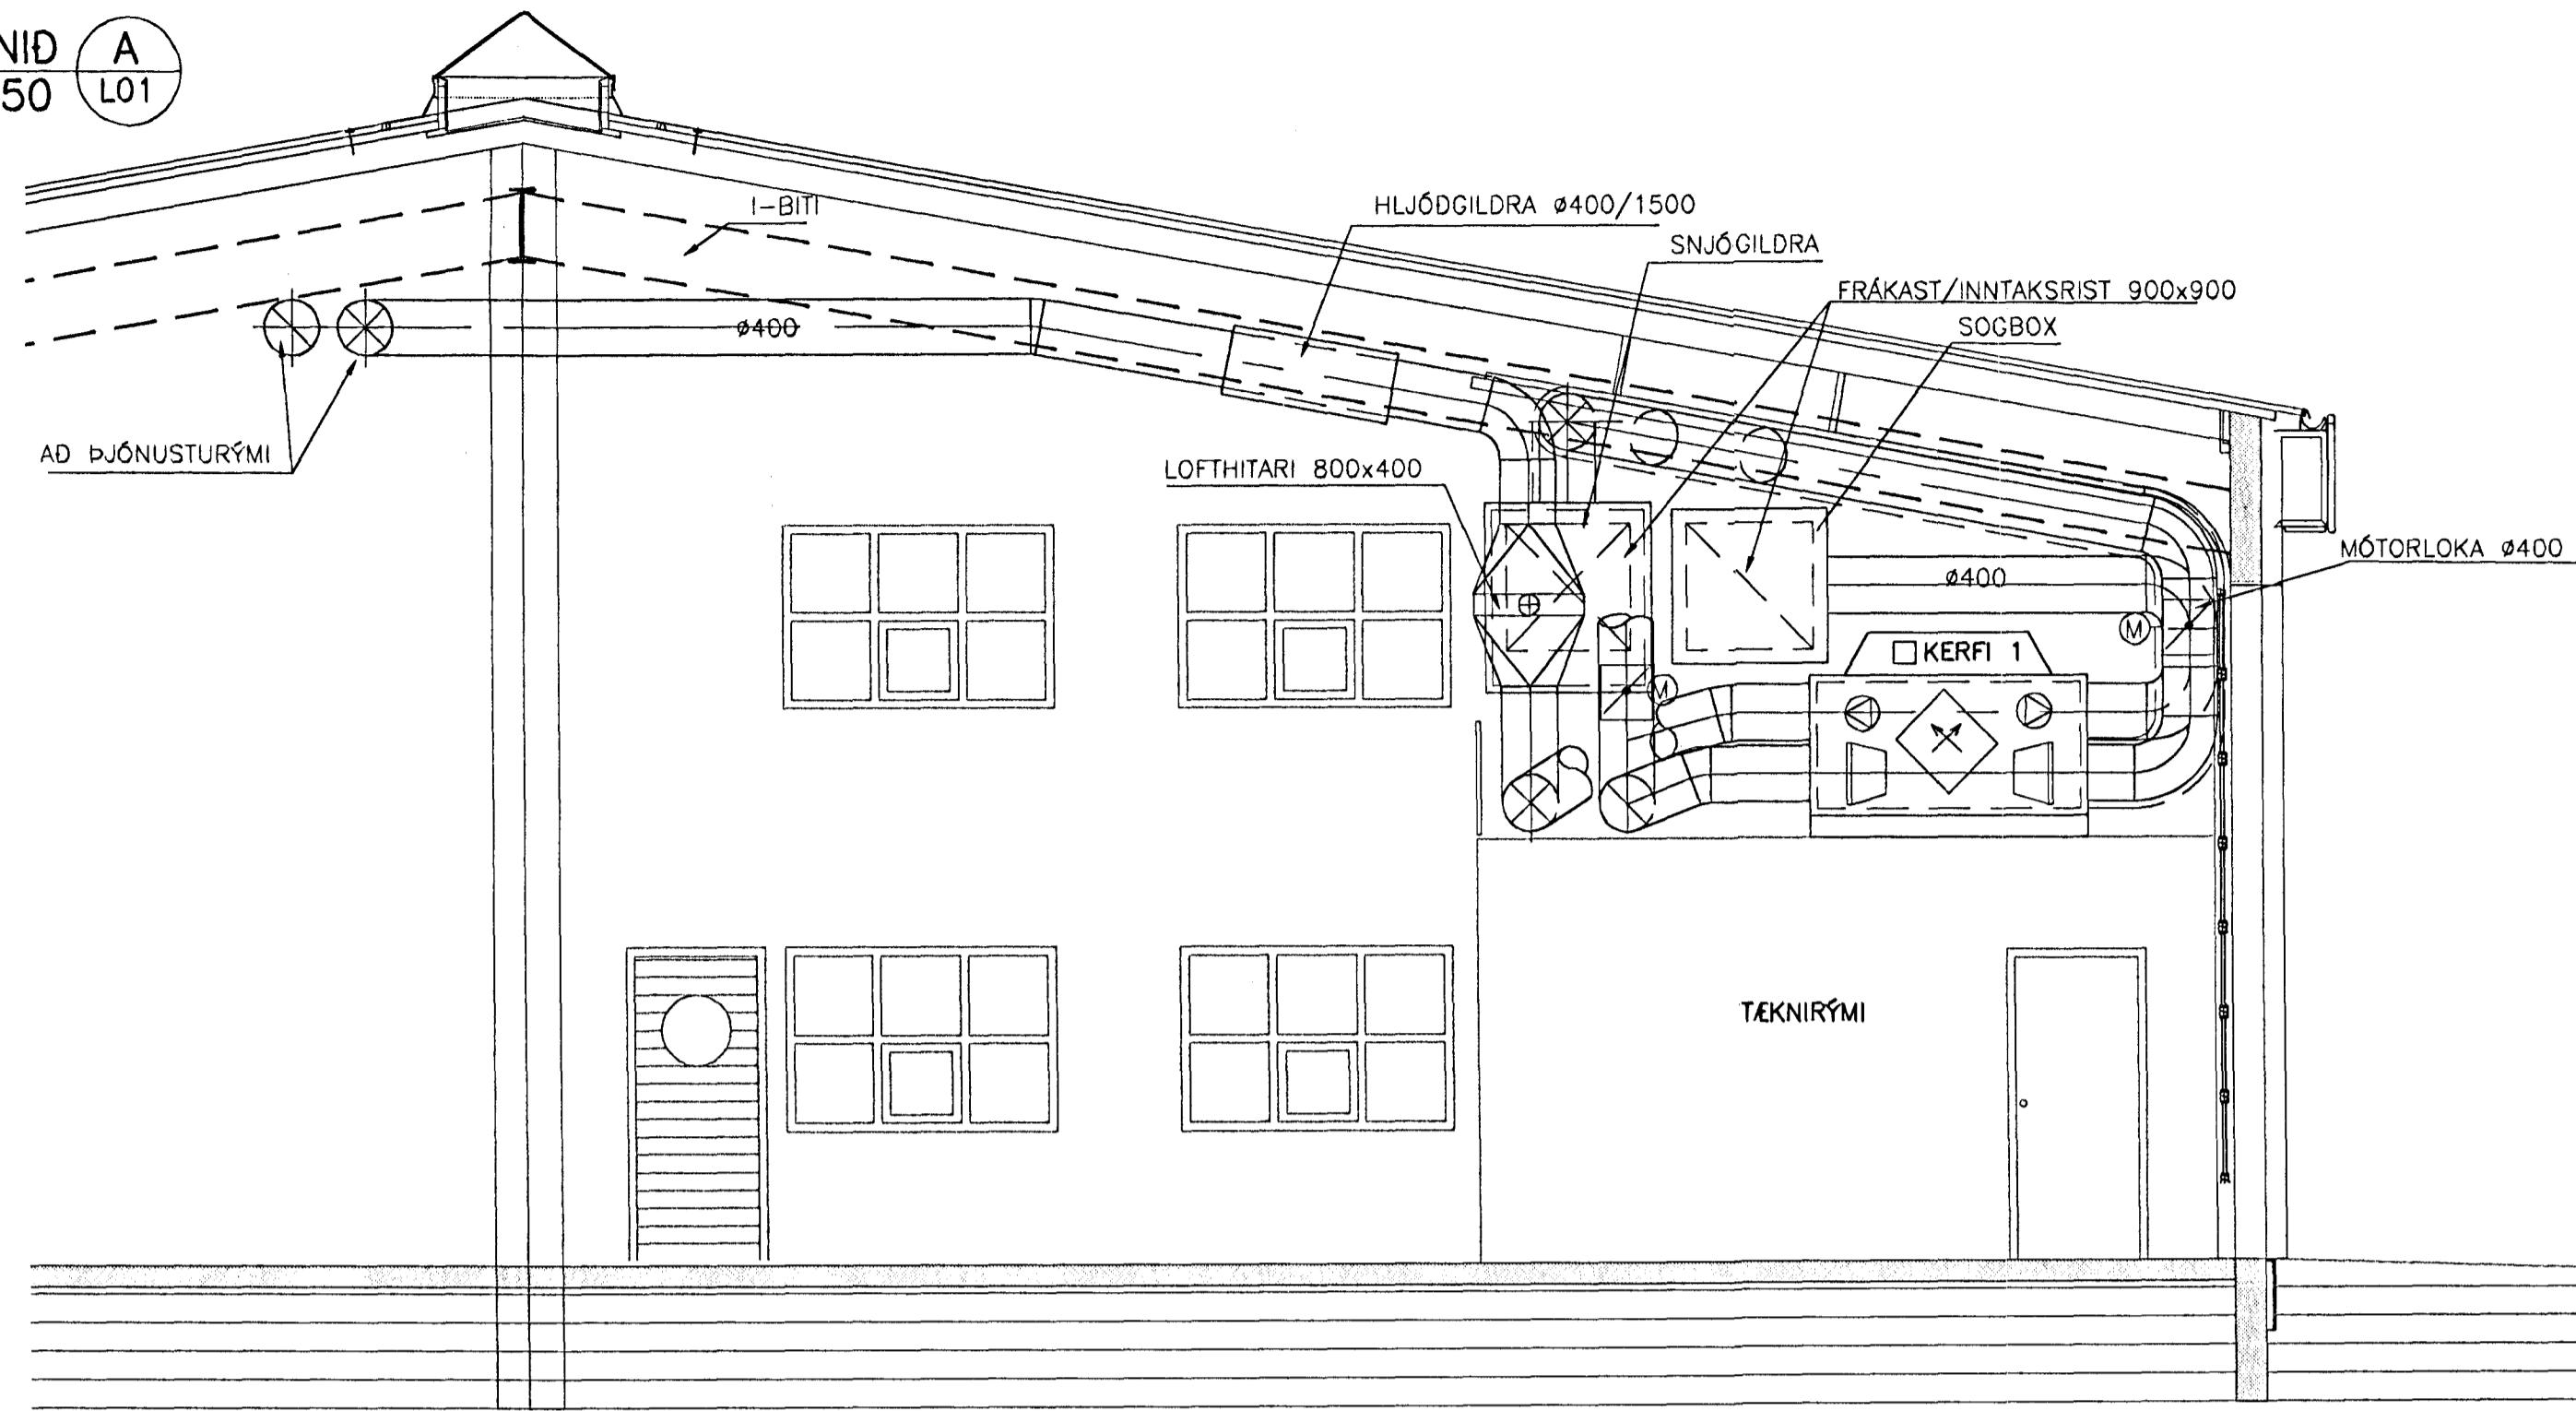 NIÐ
50
A
L01
I-BITI
HLJÓÐGILDRA ø400/1500
SNJÓGILDRA
FRÁKAST/INNTAKSRIST 900x900
SOGBOX
ø400
AÐ ÞJÓNUSTURÝMI
LOFTHITARI 800x400
MÓTORLOKA ø400
ø400
M
KERFI 1
M
TÆKNIRÝMI